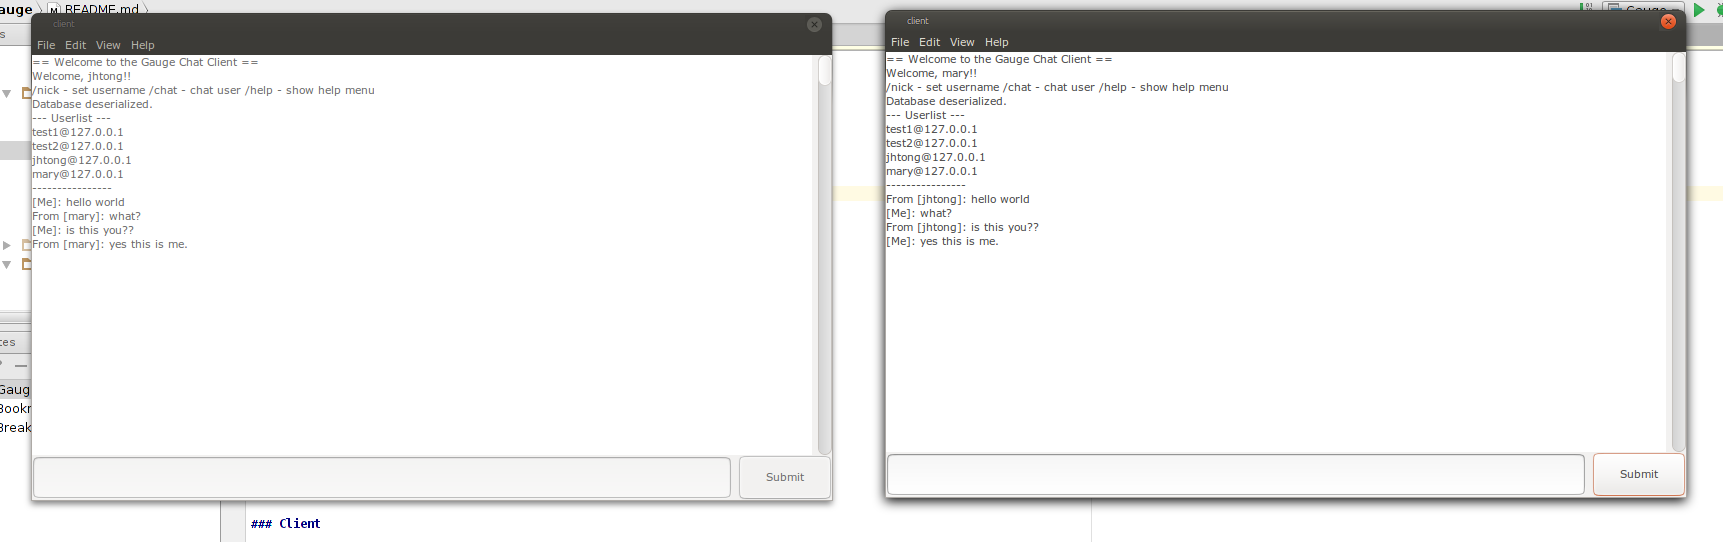 auge README.md
Gauge
s
client
File Edit View Help
== Welcome to the Gauge Chat Client ==
Welcome, jhtong!!
/nick - set username /chat - chat user /help - show help menu
Database deserialized.
--- Userlist ---
test1@127.0.0.1
test2@127.0.0.1
jhtong@127.0.0.1
mary@127.0.0.1
----------------
[Me]: hello world
From [mary]: what?
[Me]: is this you??
From [mary]: yes this is me.
Submit
client
File Edit View Help
== Welcome to the Gauge Chat Client ==
Welcome, mary!!
/nick - set username /chat - chat user /help - show help menu
Database deserialized.
--- Userlist ---
test1@127.0.0.1
test2@127.0.0.1
jhtong@127.0.0.1
mary@127.0.0.1
----------------
From [jhtong]: hello world
[Me]: what?
From [jhtong]: is this you??
[Me]: yes this is me.
Submit
tes
Gaug
Bookr
Break
### Client